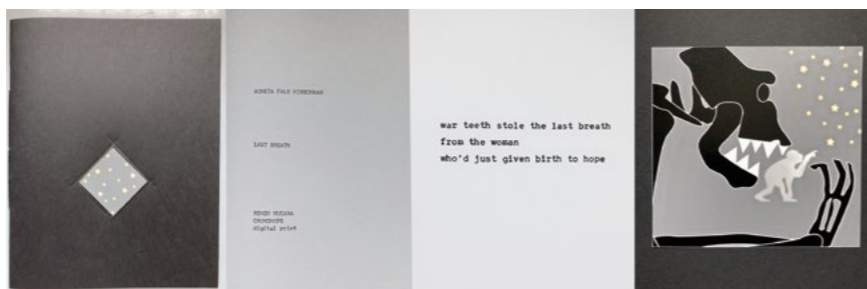 AGNETA FALK HIRSCHMAN
LAST BREATH
digital print
war teeth stole the last breath
from the woman
who'd just given birth to hope